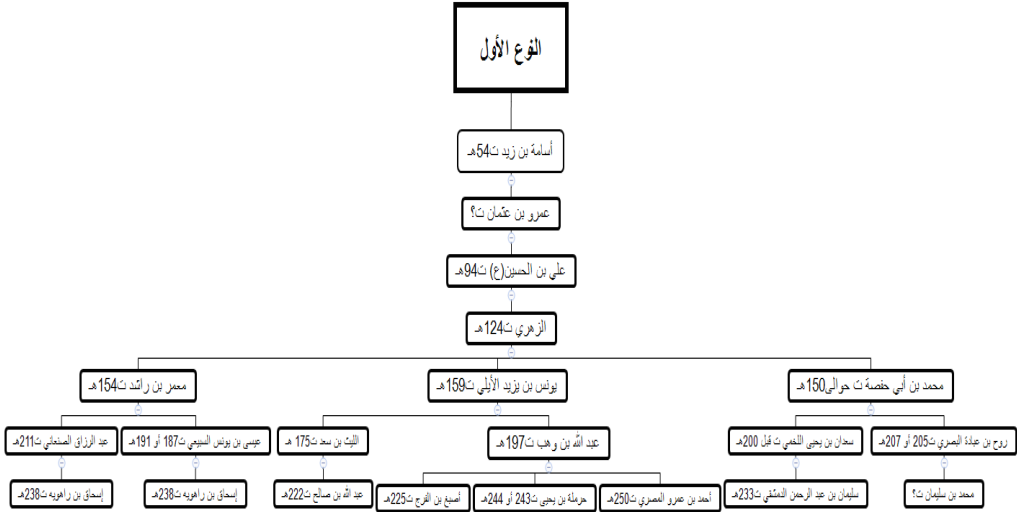 النوع الأول
أسامة بن زيد ت54هـ
عمرو بن عثمان ت؟
علي بن الحسين(ع) ت94هـ
الزهري ت124هـ
محمد بن أبي حفصة ت حوالى150هـ
يونس بن يزيد الأيلي ت159هـ
معمر بن راشد ت154هـ
روح بن عبادة البصري ت205 أو 207هـ
سعدان بن يحيى اللخمي ت قبل 200هـ
عبد الله بن وهب ت197هـ
الليث بن سعد ت175 هـ
عيسى بن يونس السبيعي ت187 أو 191هـ
عبد الرزاق الصنعاني ت211هـ
محمد بن سليمان ت؟
سليمان بن عبد الرحمن الدمشقي ت233هـ
أحمد بن عمرو المصري ت250هـ
حرملة بن يحيى ت243 أو 244هـ
أصبغ بن الفرج ت225هـ
عبد الله بن صالح ت222هـ
إسحاق بن راهويه ت238هـ
إسحاق بن راهويه ت238هـ